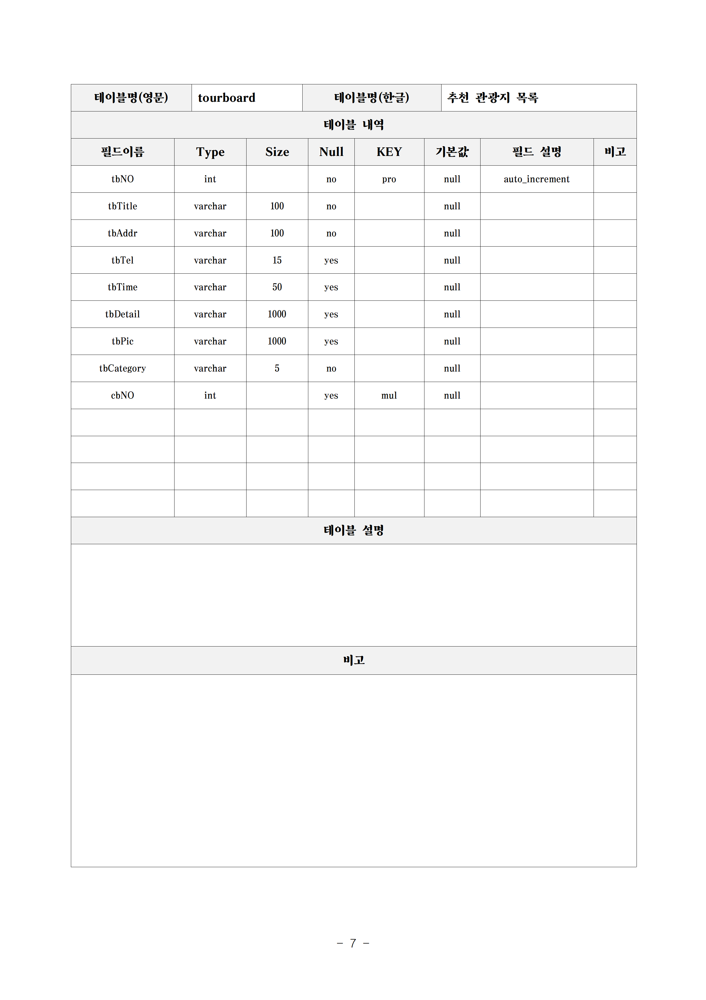 테이블명(영문) tourboard 테이블명(한글) 추천 관광지 목록
테이블 내역
필드이름 Type Size Null KEY 기본값 필드 설명 비고
tbNO int no pro null auto_increment
tbTitle varchar 100 no null
tbAddr varchar 100 no null
tbTel varchar 15 yes null
tbTime varchar 50 yes null
tbDetail varchar 1000 yes null
tbPic varchar 1000 yes null
tbCategory varchar 5 no null
cbNO int yes mul null
테이블 설명
비고
- 7 -